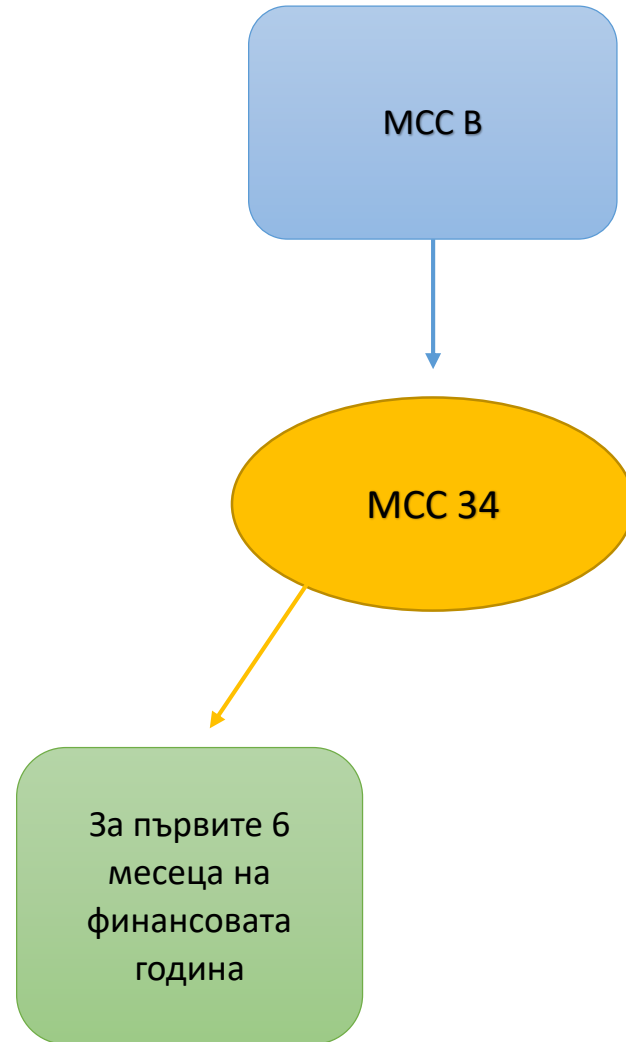 МСС В
МСС 34
За първите 6
месеца на
финансовата
година